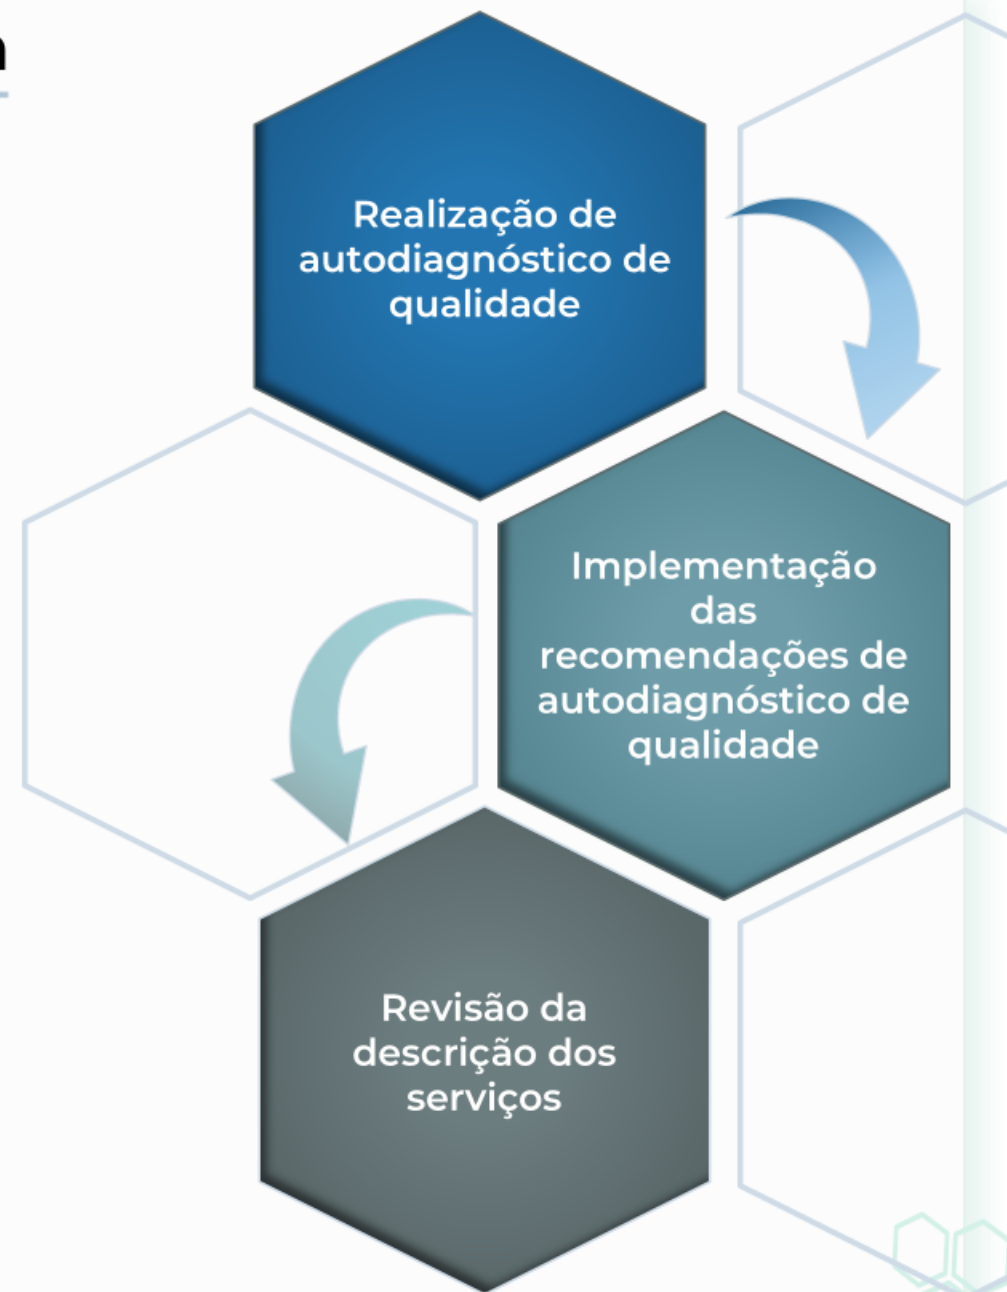 Realização de
autodiagnóstico de
qualidade
Implementação
das
recomendações de
autodiagnóstico de
qualidade
Revisão da
descrição dos
serviços